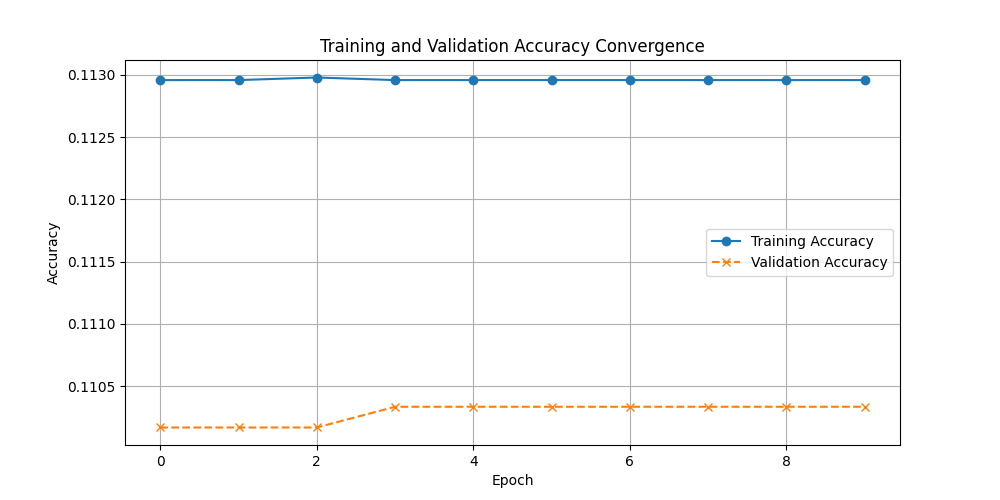 Training and Validation Accuracy Convergence
0.1130
0.1125
0.1120
0.1115
0.1110
0.1105
Accuracy
Training Accuracy
Validation Accuracy
0 2 4 6 8
Epoch